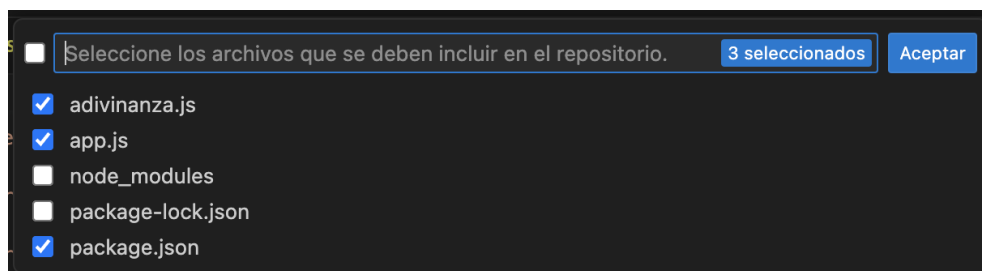 Seleccione los archivos que se deben incluir en el repositorio. 3 seleccionados Aceptar
adivinanza.js
app.js
node_modules
package-lock.json
package.json